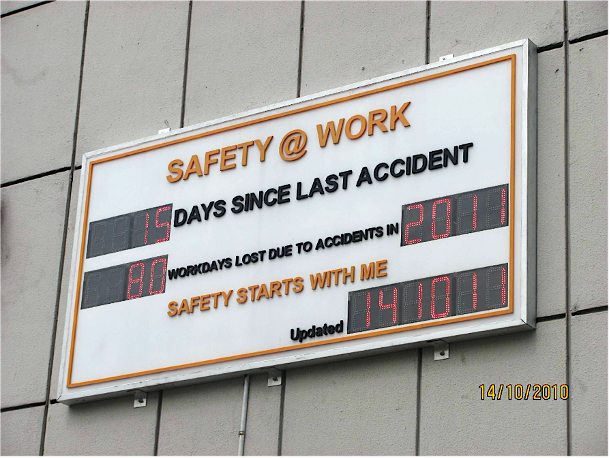 SAFETY @ WORK
15 DAYS SINCE LAST ACCIDENT
80 WORKDAYS LOST DUE TO ACCIDENTS IN 2011
SAFETY STARTS WITH ME
Updated 141011
14/10/2010